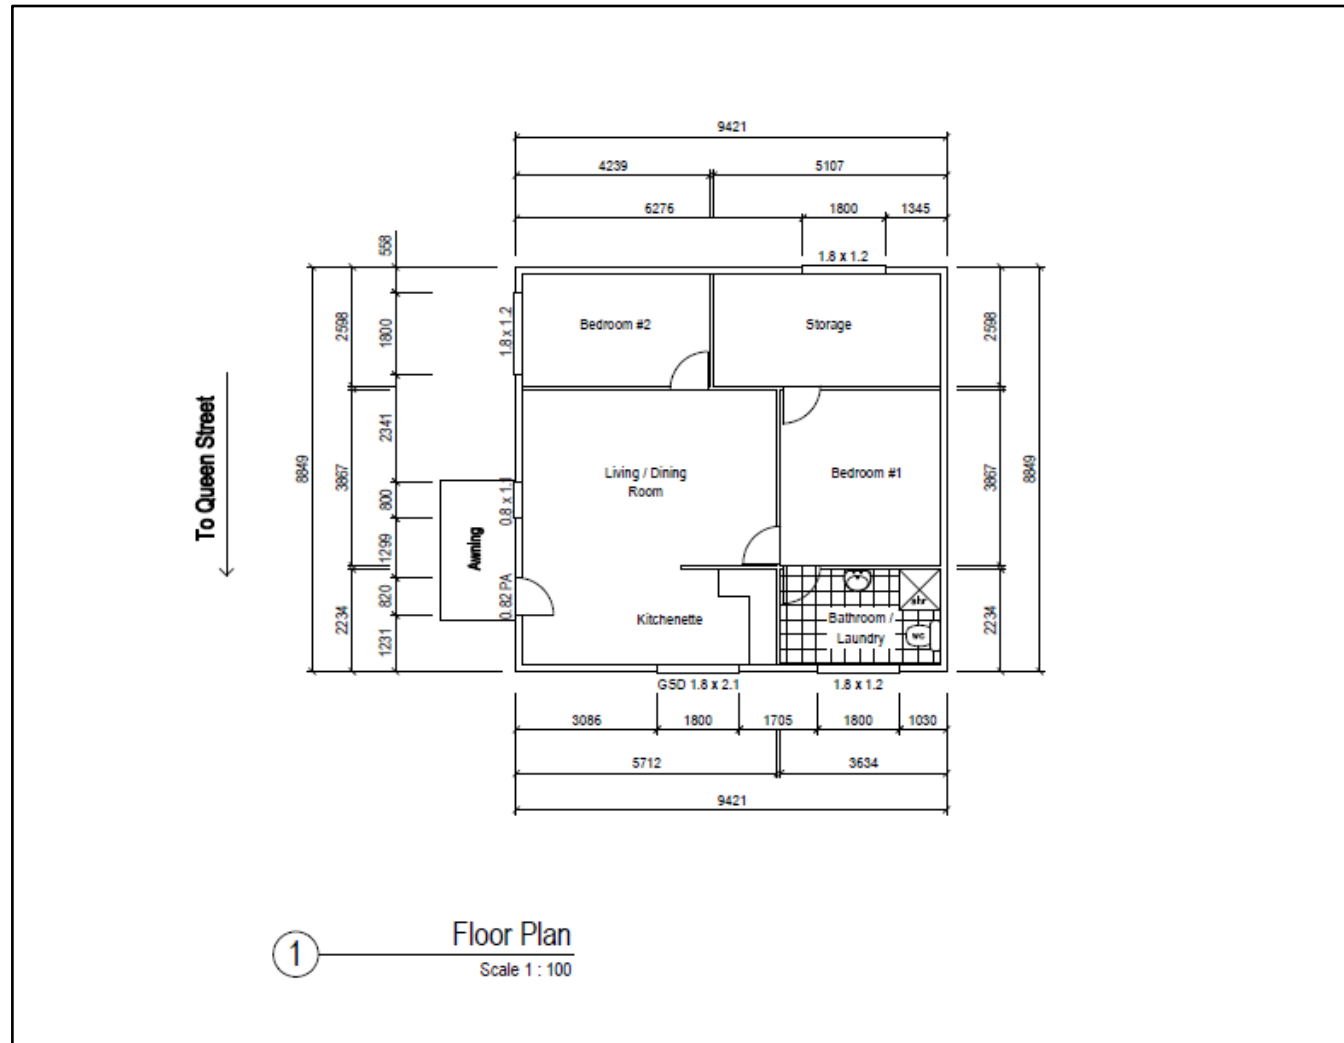 9421
4239
5107
6276
1800
1345
558
1.8 x 1.2
2598
1800
1.8 x 1.2
Bedroom #2
Storage
2598
To Queen Street
8849
3867
2341
800
1299
Awning
0.8 x 1.1
Living / Dining
Room
Bedroom #1
3867
8849
2234
820
1231
0.82 PA
Kitchenette
shr
Bathroom /
Laundry
WC
2234
GSD 1.8 x 2.1
1.8 x 1.2
3086
1800
1705
1800
1030
5712
3634
9421
1
Floor Plan
Scale 1 : 100